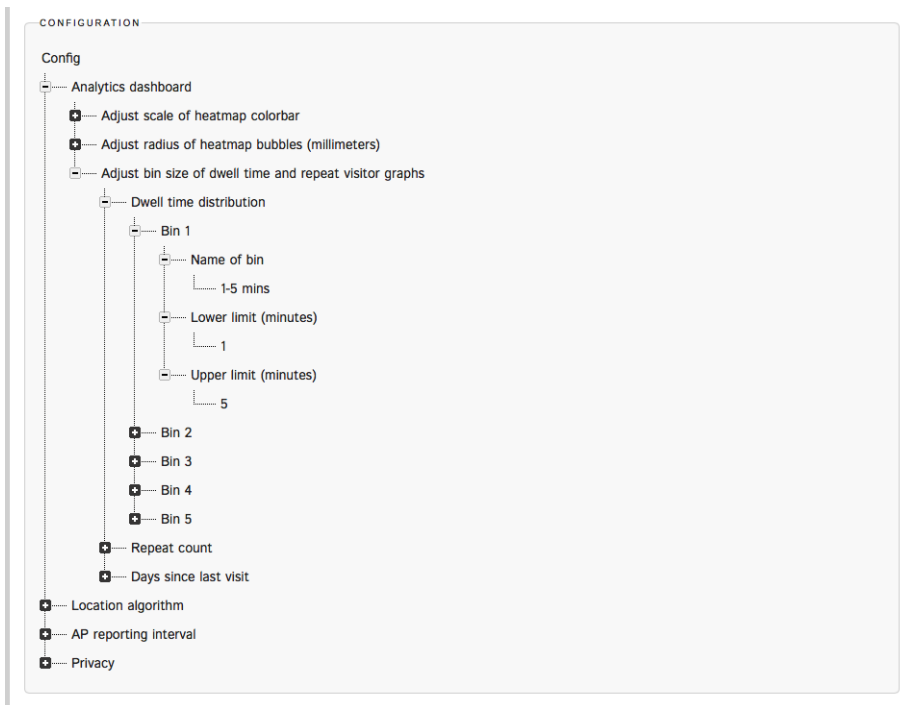 CONFIGURATION
Config
Analytics dashboard
Adjust scale of heatmap colorbar
Adjust radius of heatmap bubbles (millimeters)
Adjust bin size of dwell time and repeat visitor graphs
Dwell time distribution
Bin 1
Name of bin
1-5 mins
Lower limit (minutes)
1
Upper limit (minutes)
5
Bin 2
Bin 3
Bin 4
Bin 5
Repeat count
Days since last visit
Location algorithm
AP reporting interval
Privacy